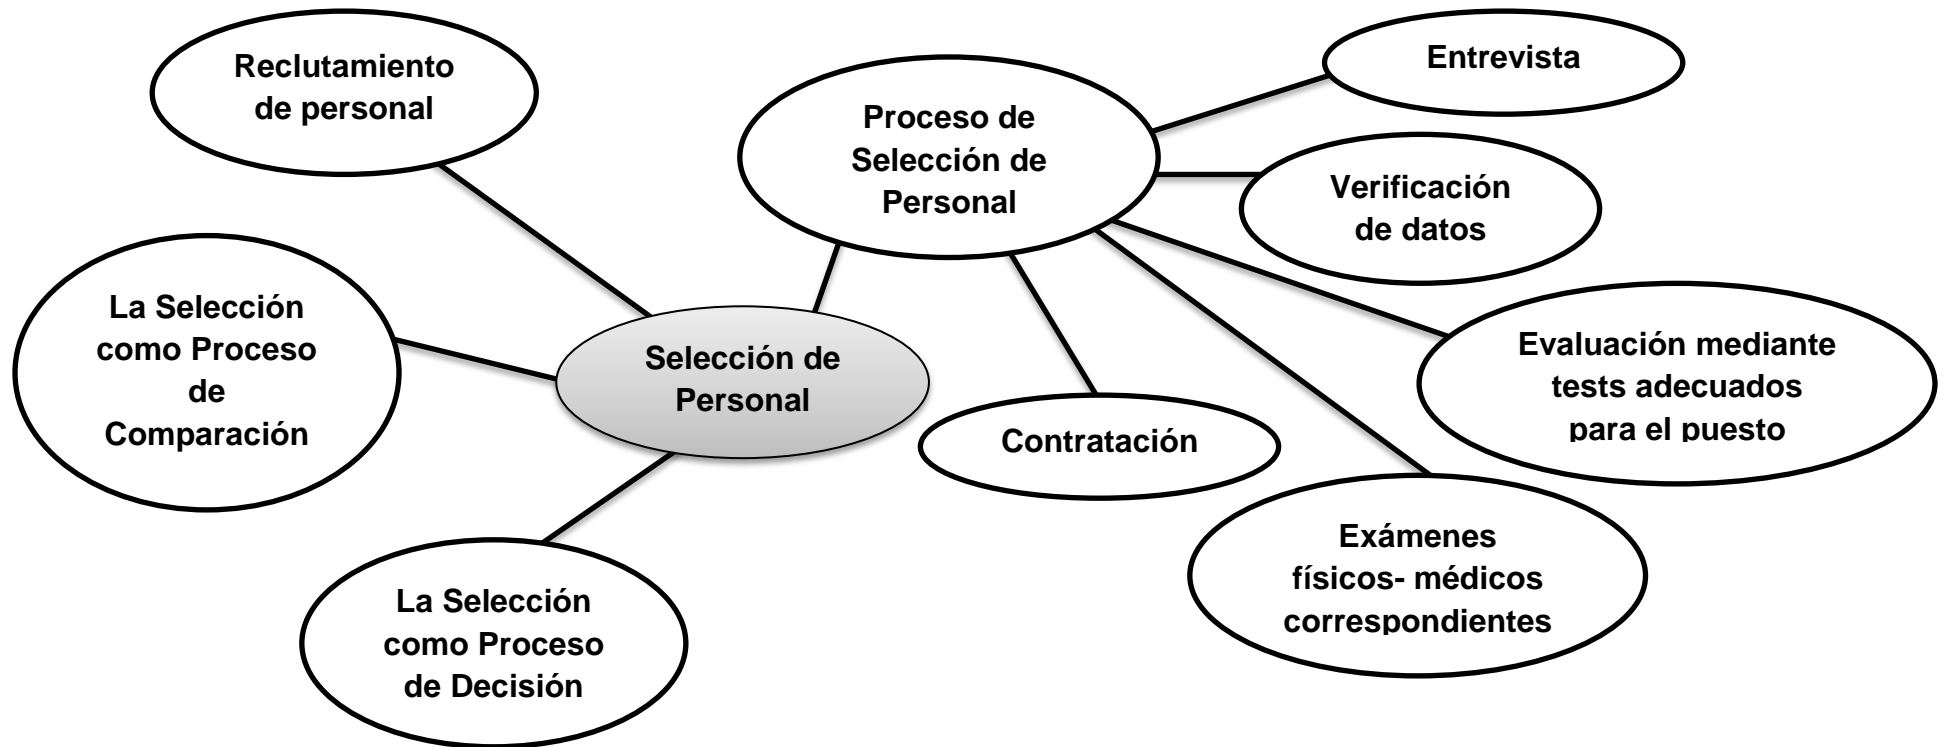 Reclutamiento
de personal
Proceso de
Selección de
Personal
Entrevista
Verificación
de datos
La Selección
como Proceso
de
Comparación
Selección de
Personal
Evaluación mediante
tests adecuados
para el puesto
Contratación
Exámenes
físicos- médicos
correspondientes
La Selección
como Proceso
de Decisión